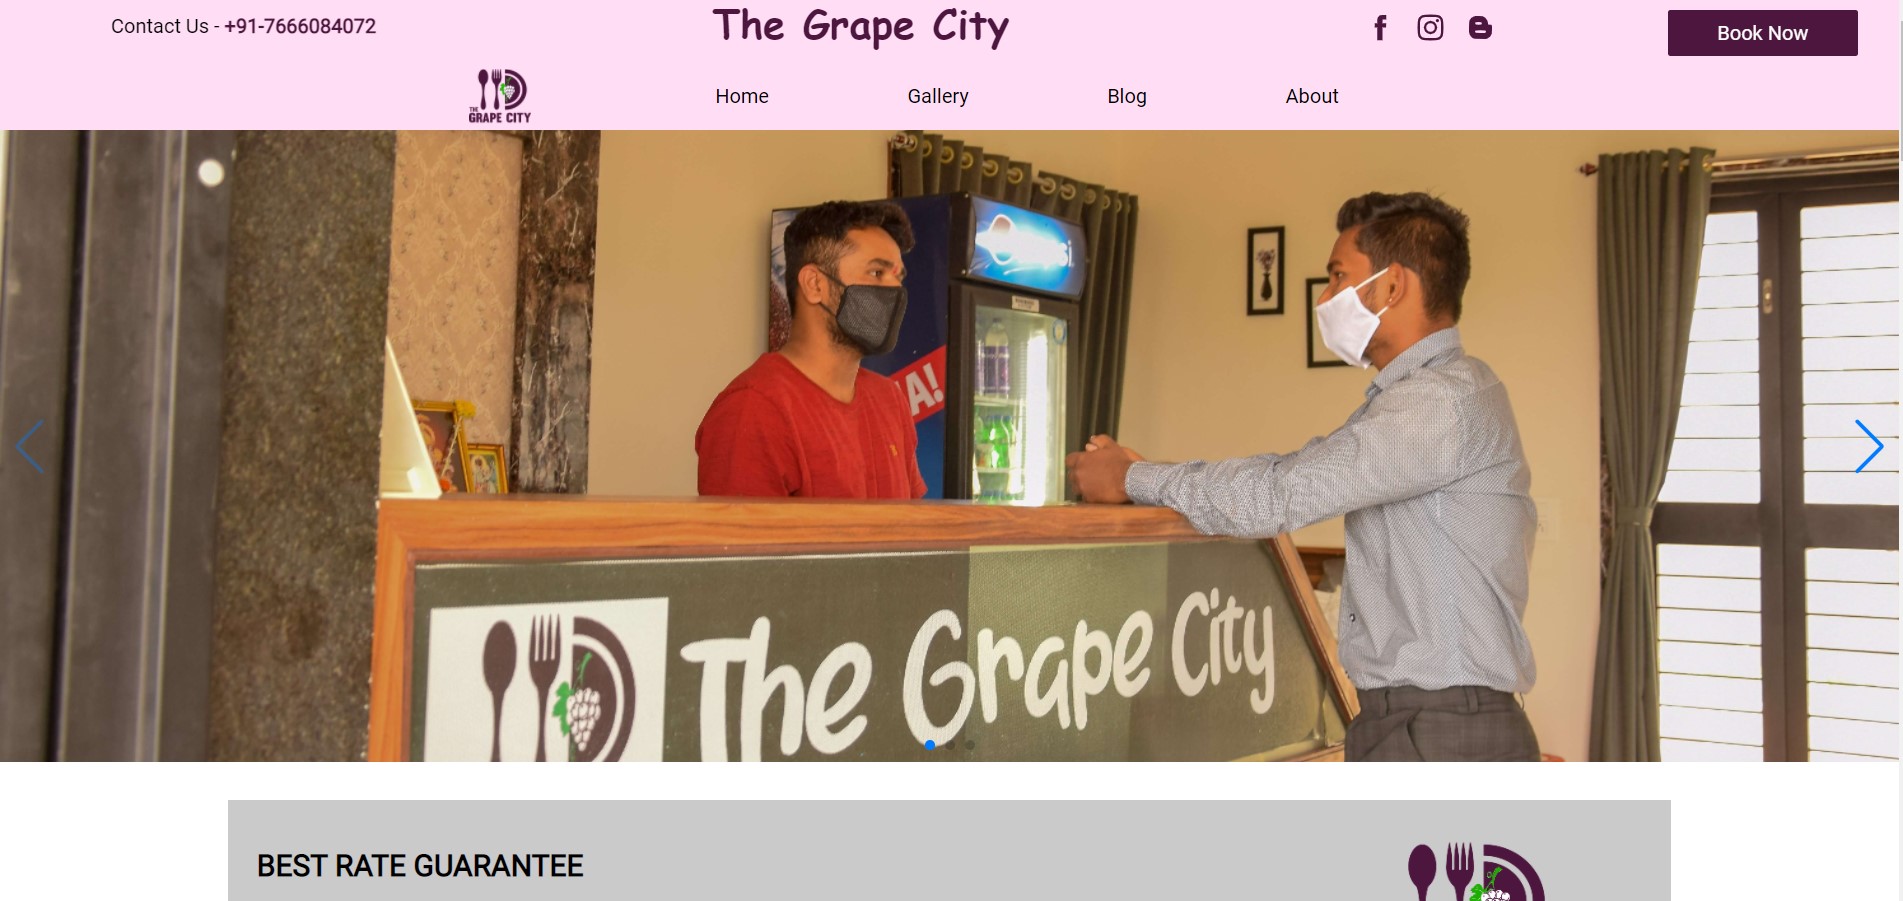 Contact Us - +91-7666084072
The Grape City
Book Now
THE
GRAPE CITY
Home
Gallery
Blog
About
A!
The Grape City
BEST RATE GUARANTEE